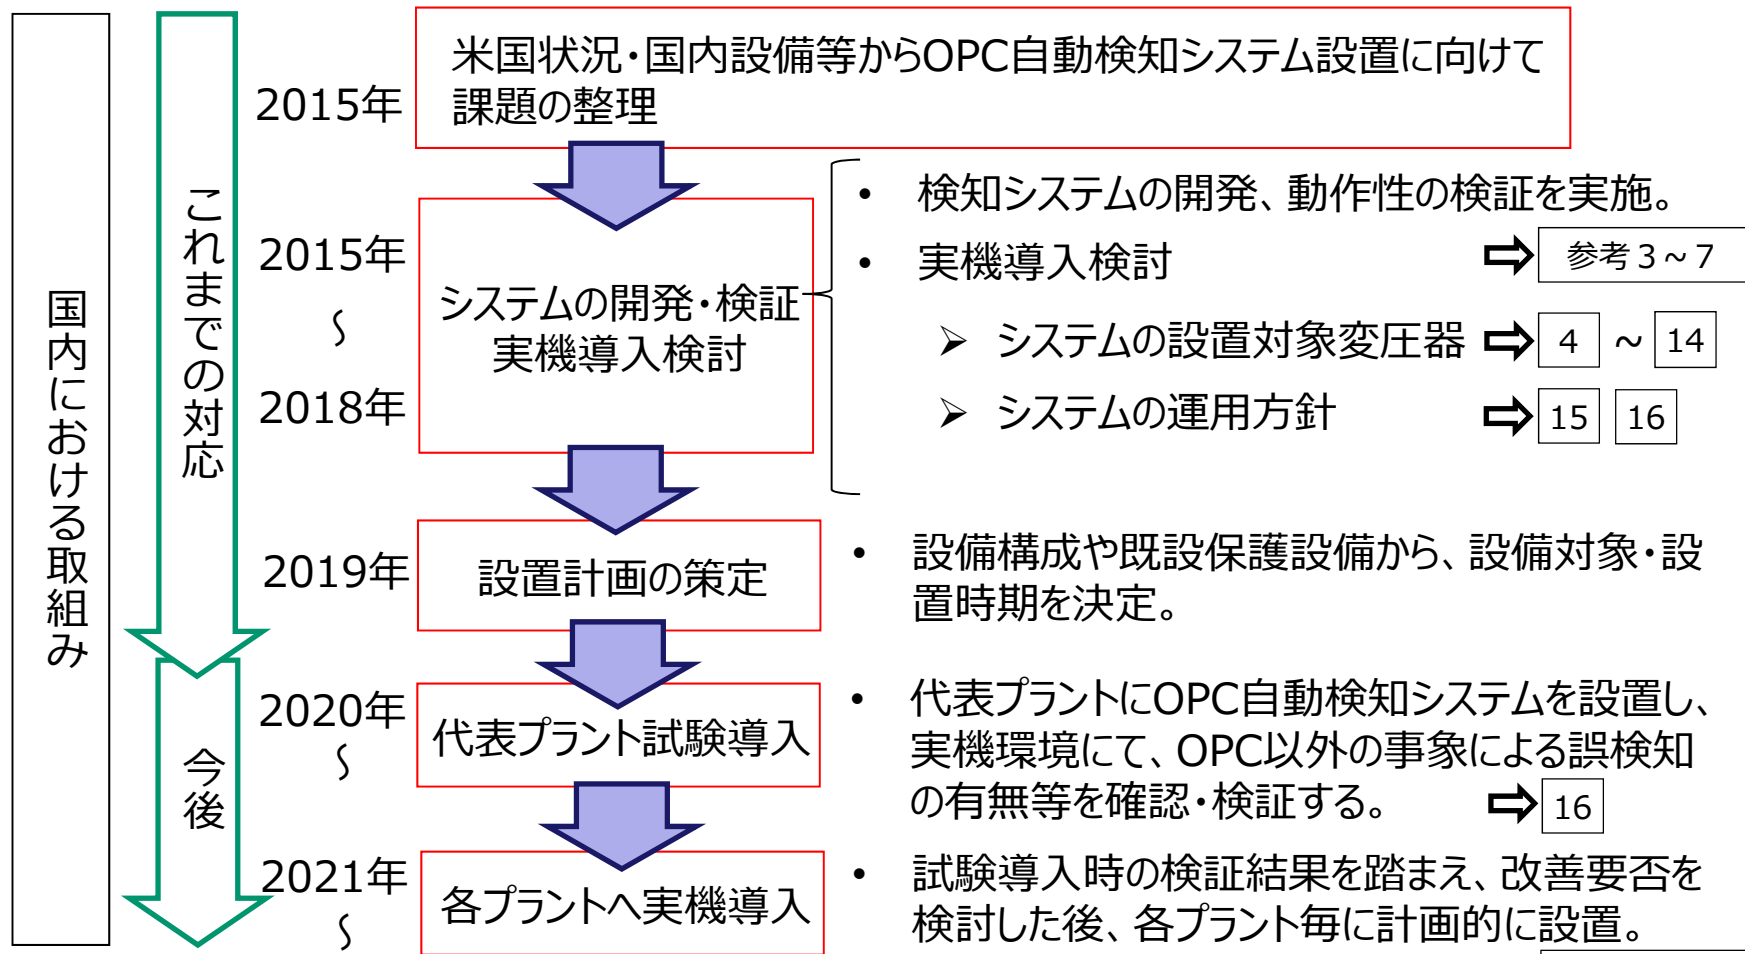 国内における取組み
これまでの対応
今後
2015年
米国状況・国内設備等からOPC自動検知システム設置に向けて
課題の整理
2015年
~
2018年
システムの開発・検証
実機導入検討
• 検知システムの開発、動作性の検証を実施。
• 実機導入検討 ⇨ 参考3~7
➢ システムの設置対象変圧器 ⇨ 4 ~ 14
➢ システムの運用方針 ⇨ 15 16
2019年
設置計画の策定
• 設備構成や既設保護設備から、設備対象・設
置時期を決定。
2020年
~
代表プラント試験導入
• 代表プラントにOPC自動検知システムを設置し、
実機環境にて、OPC以外の事象による誤検知
の有無等を確認・検証する。 ⇨ 16
2021年
~
各プラントへ実機導入
• 試験導入時の検証結果を踏まえ、改善要否を
検討した後、各プラント毎に計画的に設置。